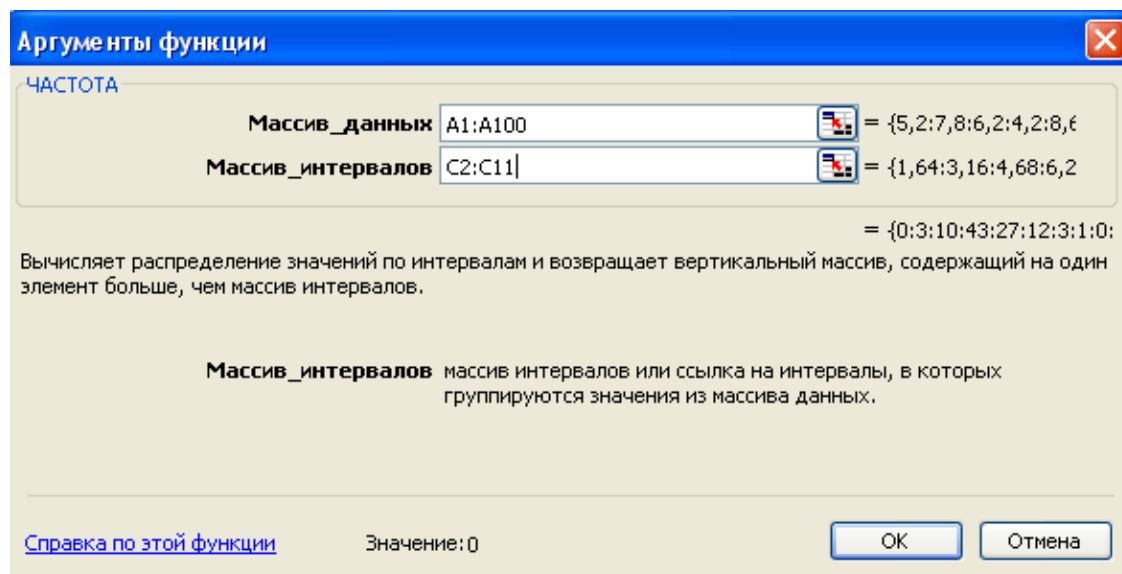 Аргументы функции
ЧАСТОТА
Массив_данных A1:A100 = {5,2:7,8:6,2:4,2:8,6
Массив_интервалов C2:C11 = {1,64:3,16:4,68:6,2
= {0:3:10:43:27:12:3:1:0:
Вычисляет распределение значений по интервалам и возвращает вертикальный массив, содержащий на один
элемент больше, чем массив интервалов.
Массив_интервалов массив интервалов или ссылка на интервалы, в которых
группируются значения из массива данных.
Справка по этой функции Значение:0 OK Отмена